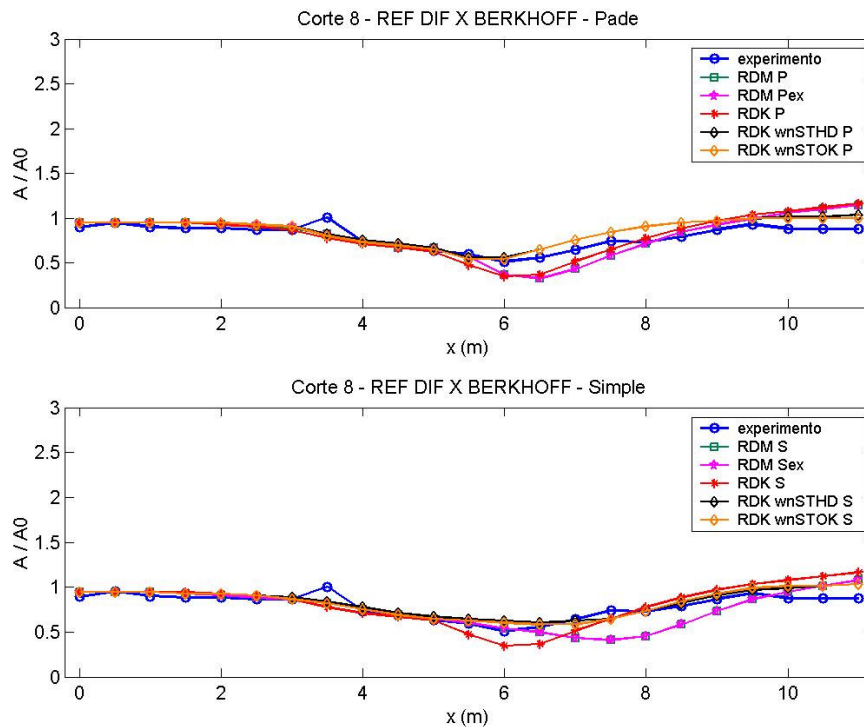 Corte 8 - REF DIF X BERKHOFF - Pade
3
2.5
2
1.5
1
0.5
0
A / A0
experimento
RDM P
RDM Pex
RDK P
RDK wnSTHD P
RDK wnSTOK P
0 2 4 6 8 10
x (m)
Corte 8 - REF DIF X BERKHOFF - Simple
3
2.5
2
1.5
1
0.5
0
A / A0
experimento
RDM S
RDM Sex
RDK S
RDK wnSTHD S
RDK wnSTOK S
0 2 4 6 8 10
x (m)